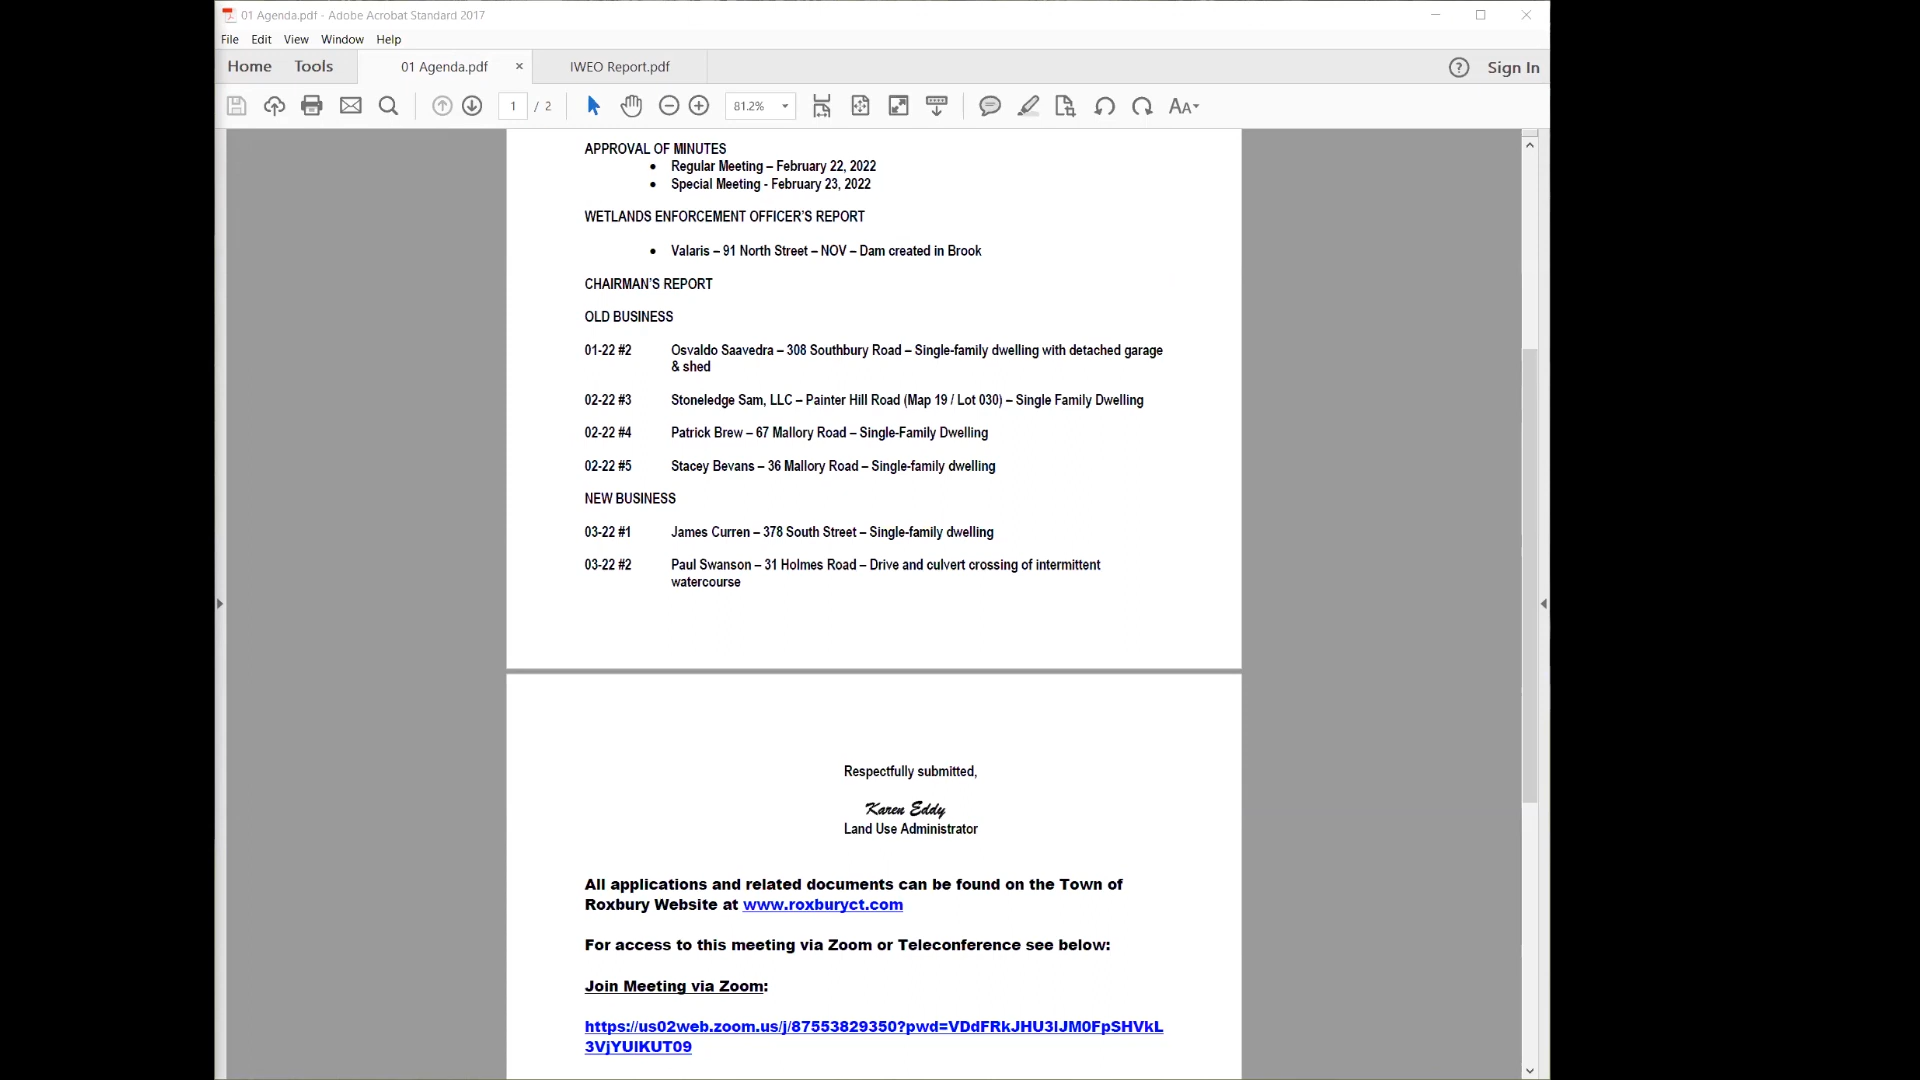 01 Agenda.pdf - Adobe Acrobat Standard 2017
File Edit View Window Help
Home Tools 01 Agenda.pdf × IWEO Report.pdf Sign In
1 / 2 81.2%
APPROVAL OF MINUTES
• Regular Meeting – February 22, 2022
• Special Meeting - February 23, 2022
WETLANDS ENFORCEMENT OFFICER'S REPORT
• Valaris – 91 North Street – NOV – Dam created in Brook
CHAIRMAN'S REPORT
OLD BUSINESS
01-22 #2 Osvaldo Saavedra – 308 Southbury Road – Single-family dwelling with detached garage
& shed
02-22 #3 Stoneledge Sam, LLC – Painter Hill Road (Map 19 / Lot 030) – Single Family Dwelling
02-22 #4 Patrick Brew – 67 Mallory Road – Single-Family Dwelling
02-22 #5 Stacey Bevans – 36 Mallory Road – Single-family dwelling
NEW BUSINESS
03-22 #1 James Curren – 378 South Street – Single-family dwelling
03-22 #2 Paul Swanson – 31 Holmes Road – Drive and culvert crossing of intermittent
watercourse
Respectfully submitted,
Karen Eddy
Land Use Administrator
All applications and related documents can be found on the Town of
Roxbury Website at www.roxburyct.com
For access to this meeting via Zoom or Teleconference see below:
Join Meeting via Zoom:
https://us02web.zoom.us/j/87553829350?pwd=VDdFRkJHU3lJM0FpSHVkL
3VjYUlKUT09